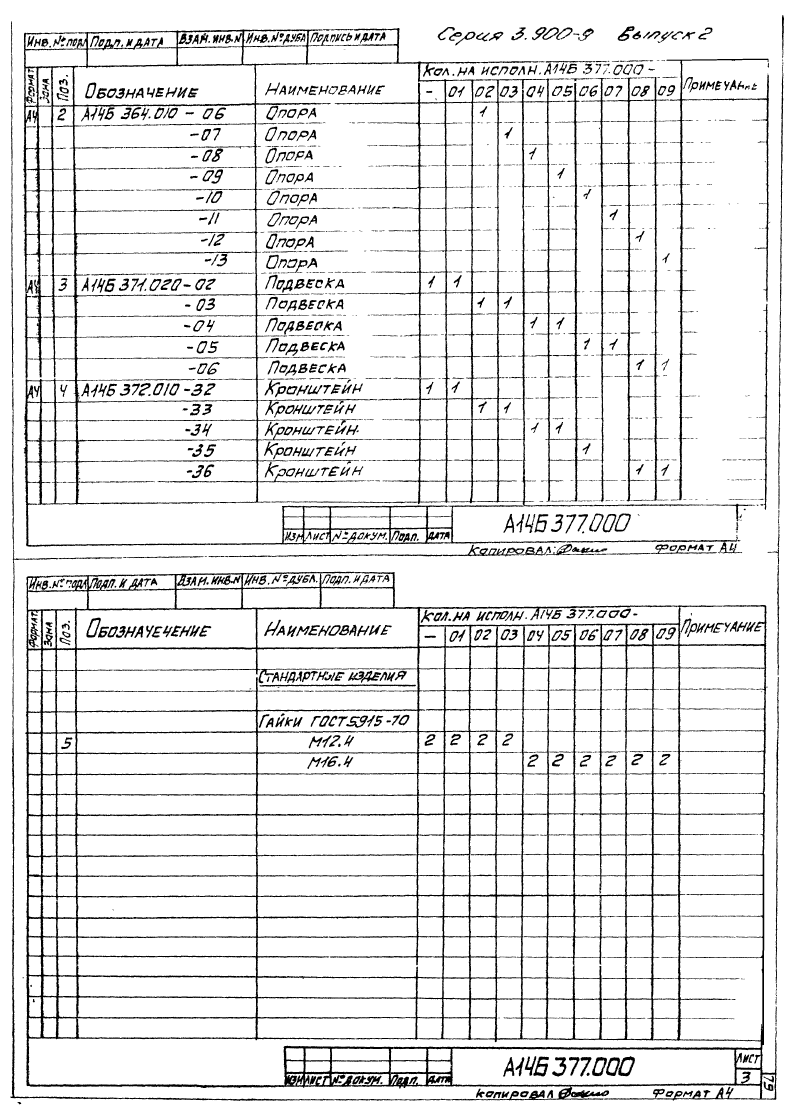 Серия 3.900-9 Выпуск 2
Инв. № подл Подп. и дата Взам. инв. № Инв. № дубл Подпись и дата
Формат Зона Поз. Обозначение Наименование Кол. на исполн. А14Б 377.000 - Примечание
- 01 02 03 04 05 06 07 08 09
А4 2 А14Б 364.010 - 06 Опора 1
-07 Опора 1
-08 Опора 1
-09 Опора 1
-10 Опора 1
-11 Опора 1
-12 Опора 1
-13 Опора 1
А4 3 А14Б 371.020 - 02 Подвеска 1 1
-03 Подвеска 1 1
-04 Подвеска 1 1
-05 Подвеска 1 1
-06 Подвеска 1 1
А4 4 А14Б 372.010 - 32 Кронштейн 1 1
-33 Кронштейн 1 1
-34 Кронштейн 1 1
-35 Кронштейн 1
-36 Кронштейн 1 1
Изм Лист № докум. Подп. Дата А14Б 377.000
Копировал: Формат А4
Инв. № подл Подп. и дата Взам. инв. № Инв. № дубл. Подп. и дата
Формат Зона Поз. Обозначечение Наименование Кол. на исполн. А14Б 377.000 - Примечание
- 01 02 03 04 05 06 07 08 09
Стандартные изделия
Гайки ГОСТ 5915-70
5 М12.4 2 2 2 2
М16.4 2 2 2 2 2 2
Изм Лист № докум. Подп. Дата А14Б 377.000 Лист 3
Копировал Формат А4